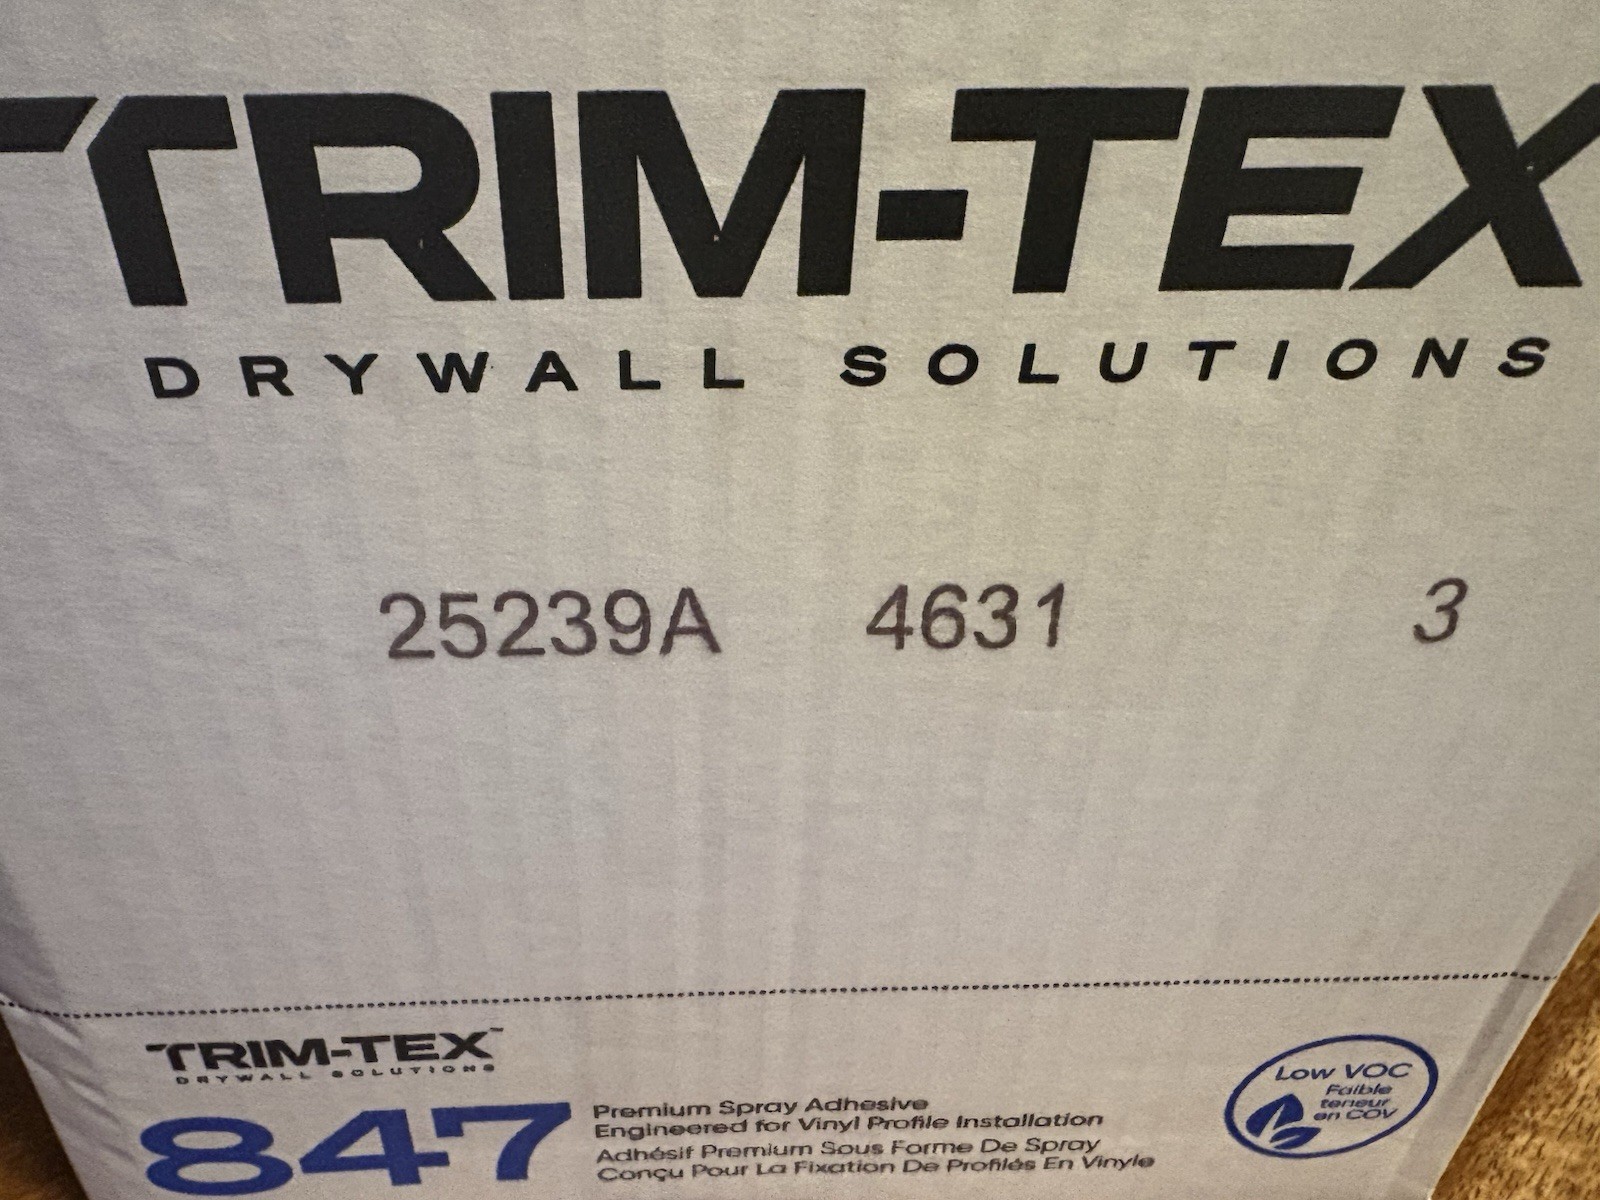 TRIM-TEX
DRYWALL SOLUTIONS
25239A 4631 3
TRIM-TEX™
DRYWALL SOLUTIONS
847
Premium Spray Adhesive
Engineered for Vinyl Profile Installation
Adhésif Premium Sous Forme De Spray
Conçu Pour La Fixation De Profilés En Vinyle
Low VOC
Faible
teneur
en COV